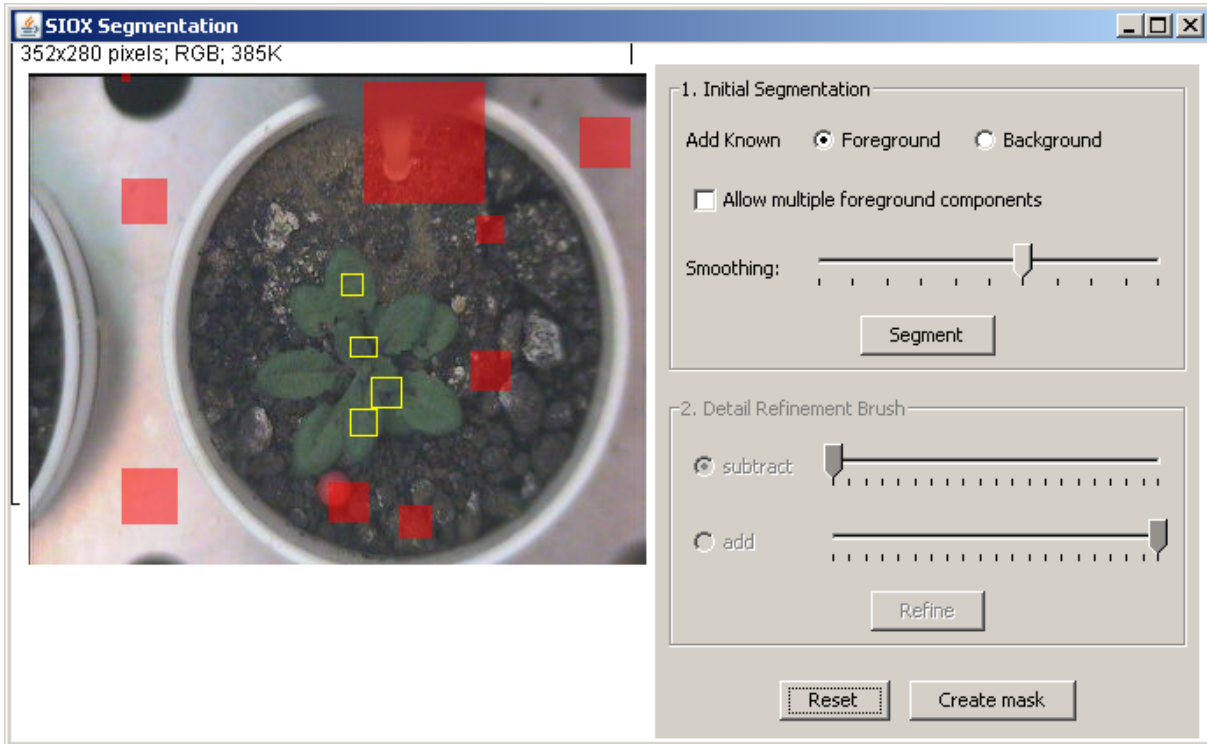 SIOX Segmentation
352x280 pixels; RGB; 385K
1. Initial Segmentation
Add Known Foreground Background
Allow multiple foreground components
Smoothing:
Segment
2. Detail Refinement Brush
subtract
add
Refine
Reset Create mask